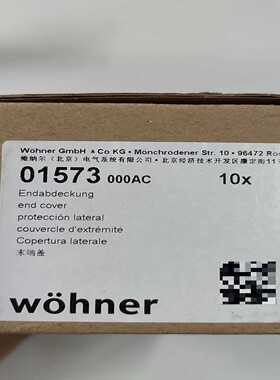 Wöhner GmbH & Co KG • Mönchrodener Str. 10 • 96472 Ro
维纳尔（北京）电气系统有限公司 • 北京经济技术开发区康定街11
01573 000AC 10x
Endabdeckung
end cover
protección lateral
couvercle d'extrémite
Copertura laterale
末端盖
wöhner